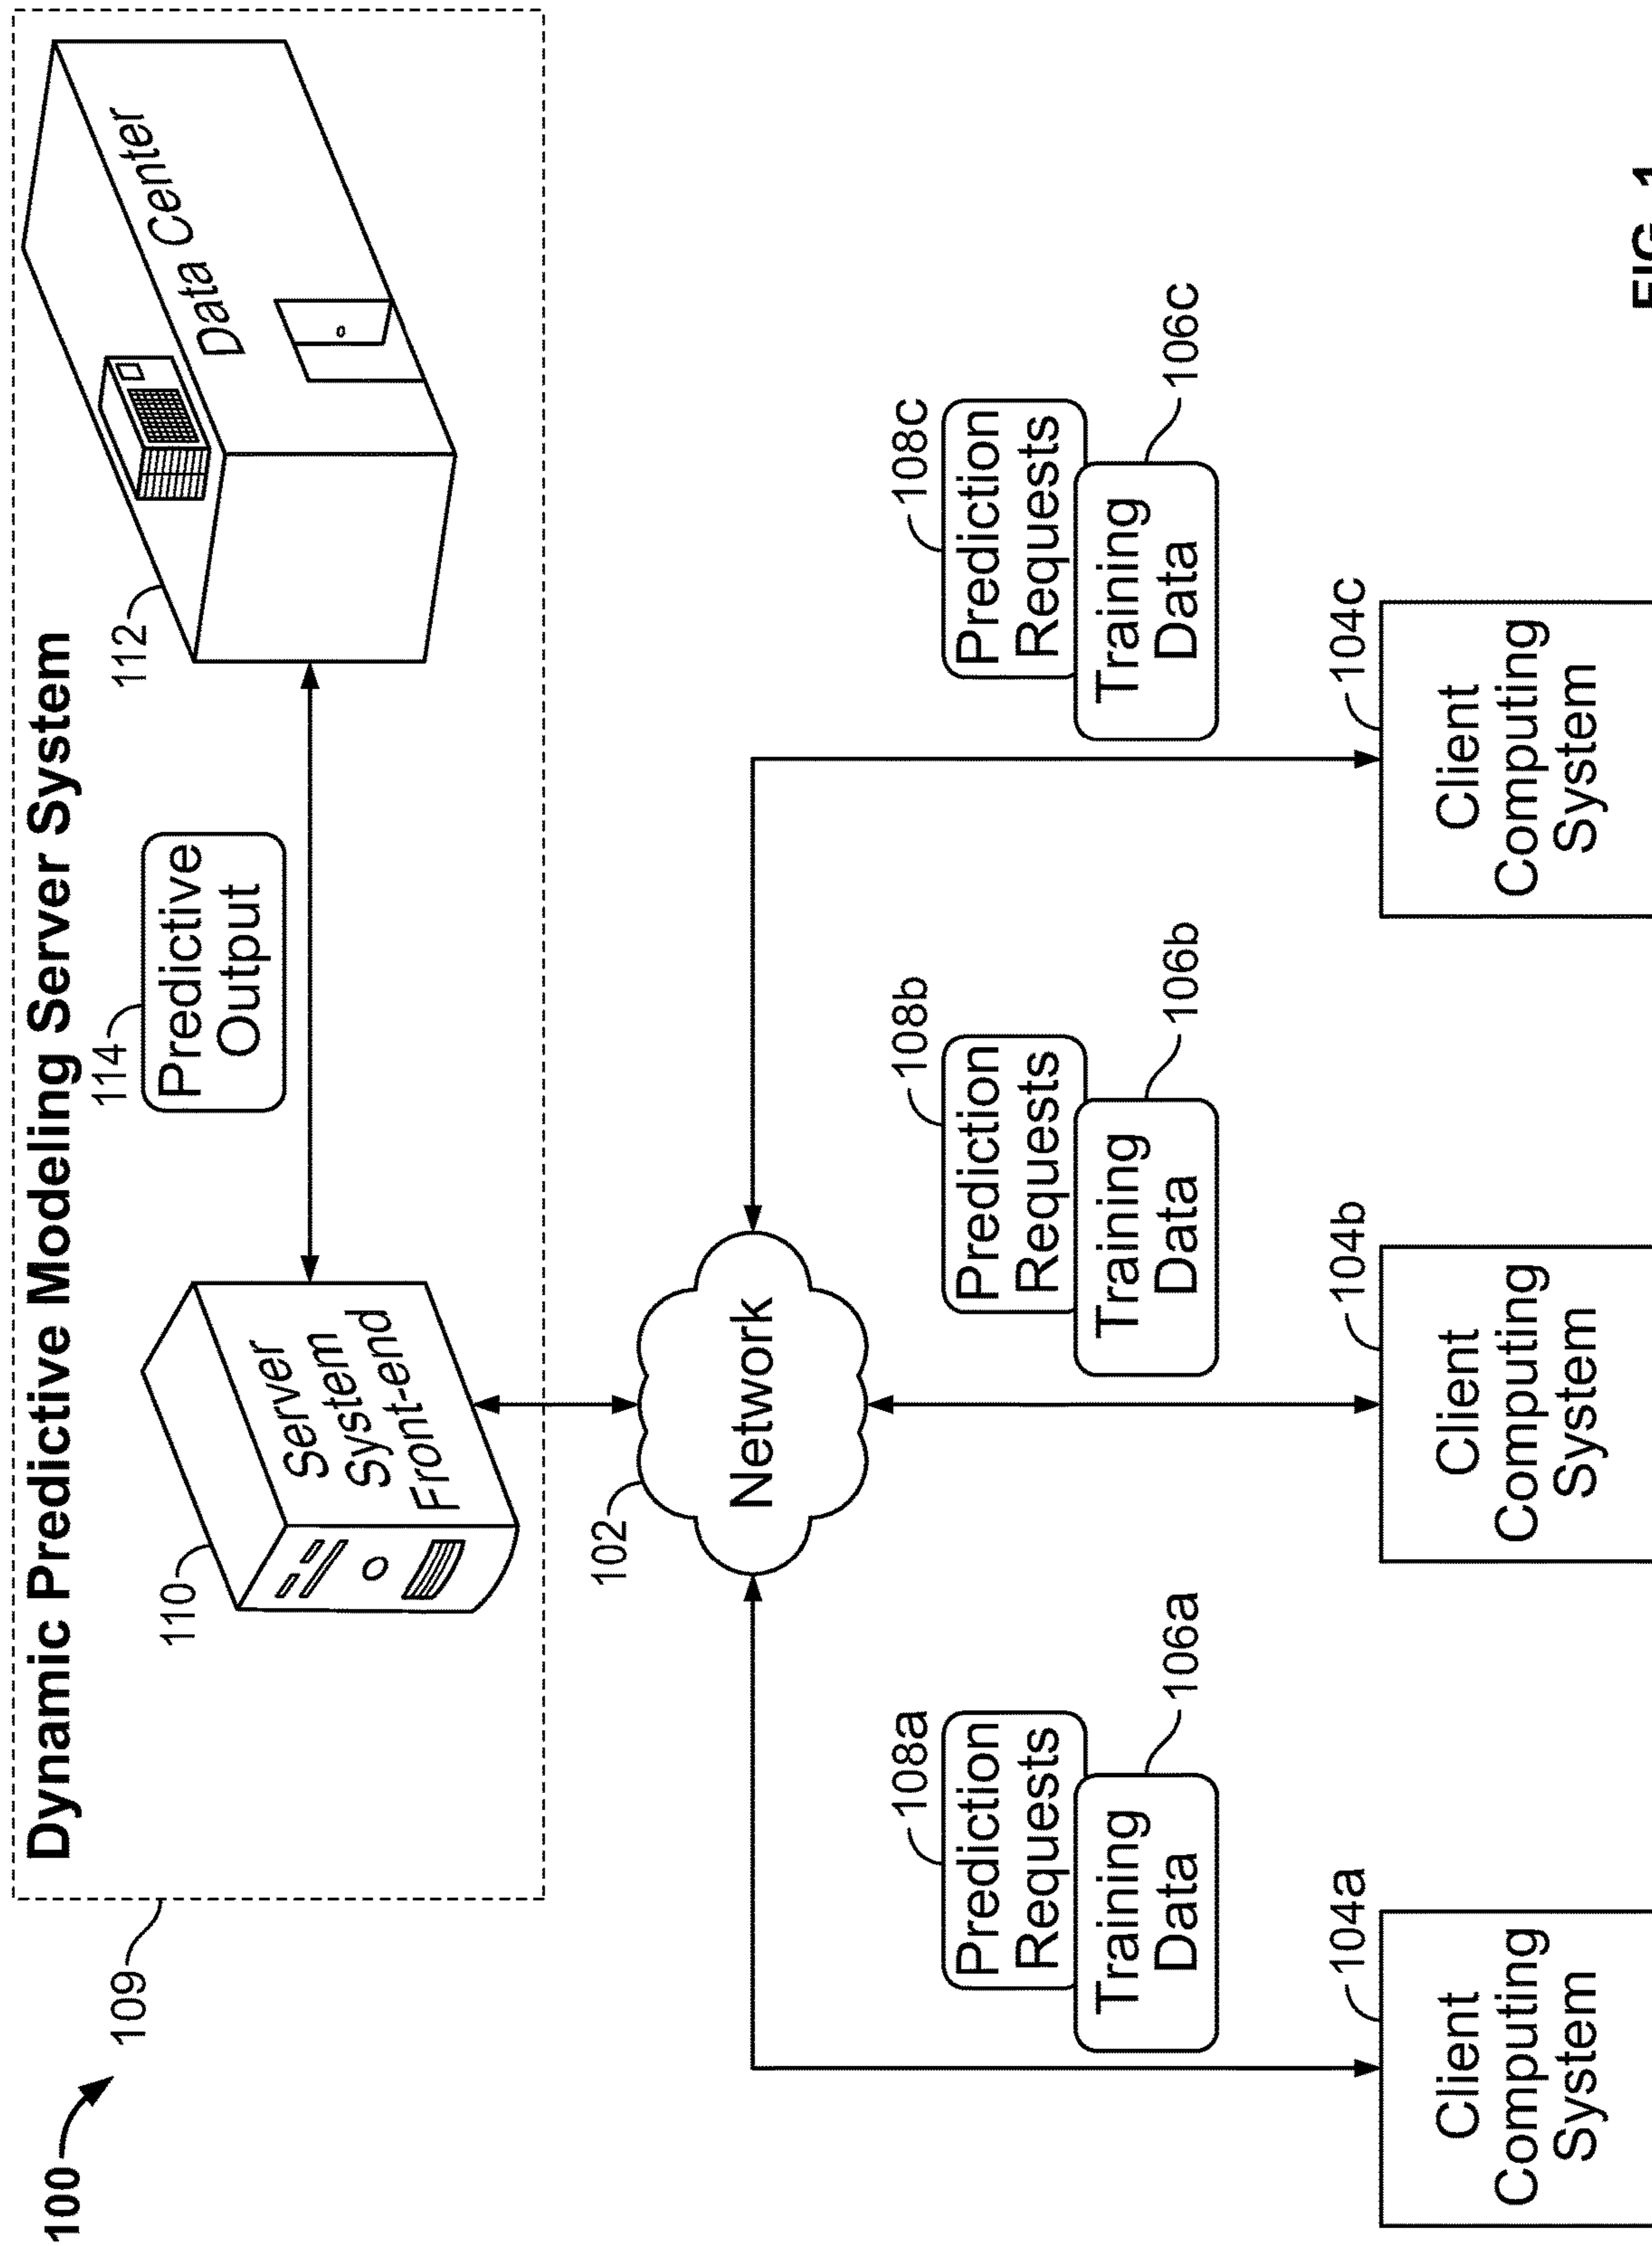 100
109
Dynamic Predictive Modeling Server System
110
Server
System
Front-end
114
Predictive
Output
112
Data Center
102
Network
108a
Prediction
Requests
Training
Data
106a
108b
Prediction
Requests
Training
Data
106b
108c
Prediction
Requests
Training
Data
106c
104a
Client
Computing
System
104b
Client
Computing
System
104c
Client
Computing
System
FIG. 1